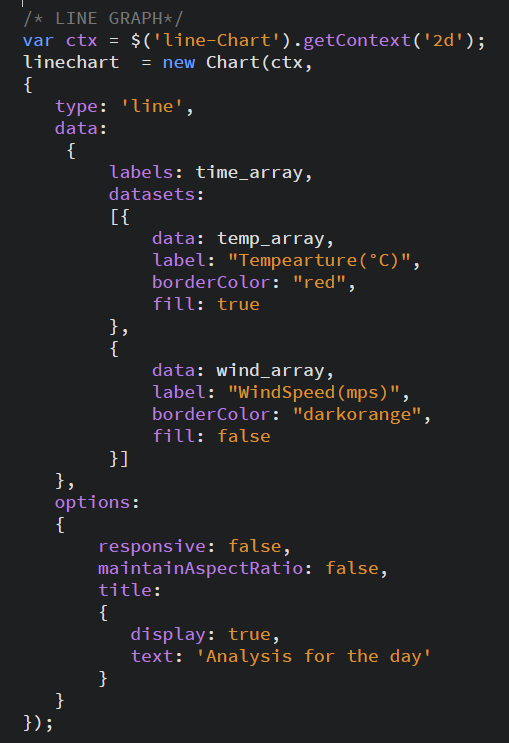 /* LINE GRAPH*/
var ctx = $('line-Chart').getContext('2d');
linechart  = new Chart(ctx,
{
   type: 'line',
   data:
    {
        labels: time_array,
        datasets:
        [{
            data: temp_array,
            label: "Tempearture(°C)",
            borderColor: "red",
            fill: true
        },
        {
            data: wind_array,
            label: "WindSpeed(mps)",
            borderColor: "darkorange",
            fill: false
        }]
   },
   options:
   {
       responsive: false,
       maintainAspectRatio: false,
       title:
       {
          display: true,
          text: 'Analysis for the day'
       }
   }
});